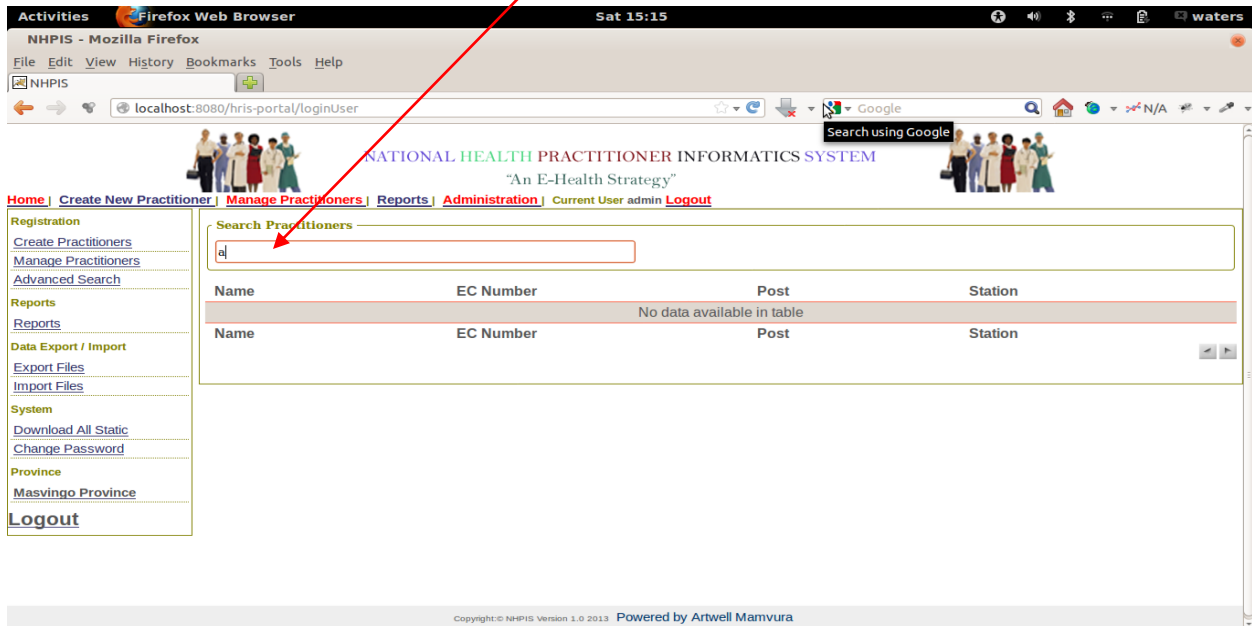 Activities Firefox Web Browser Sat 15:15 waters
NHPIS - Mozilla Firefox
File Edit View History Bookmarks Tools Help
NHPIS
localhost:8080/hris-portal/loginUser Google N/A
Search using Google
NATIONAL HEALTH PRACTITIONER INFORMATICS SYSTEM
"An E-Health Strategy"
Home | Create New Practitioner | Manage Practitioners | Reports | Administration | Current User admin Logout
Registration
Create Practitioners
Manage Practitioners
Advanced Search
Reports
Reports
Data Export / Import
Export Files
Import Files
System
Download All Static
Change Password
Province
Masvingo Province
Logout
Search Practitioners
a
Name EC Number Post Station
No data available in table
Name EC Number Post Station
Copyright:© NHPIS Version 1.0 2013 Powered by Artwell Mamvura